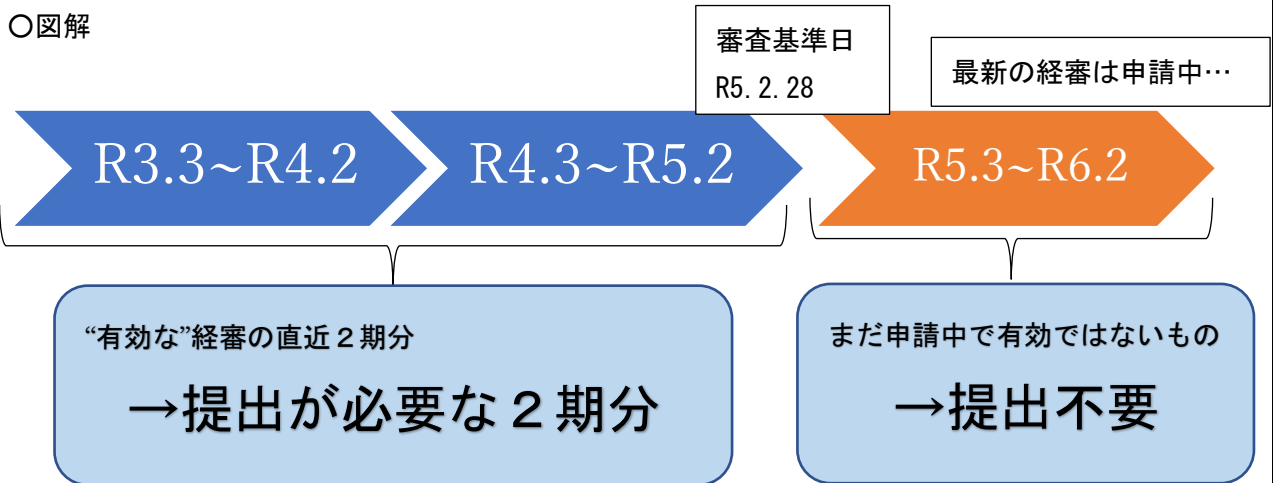 〇図解
審査基準日
R5.2.28
最新の経審は申請中…
R3.3~R4.2
R4.3~R5.2
R5.3~R6.2
“有効な”経審の直近２期分
→提出が必要な２期分
まだ申請中で有効ではないもの
→提出不要